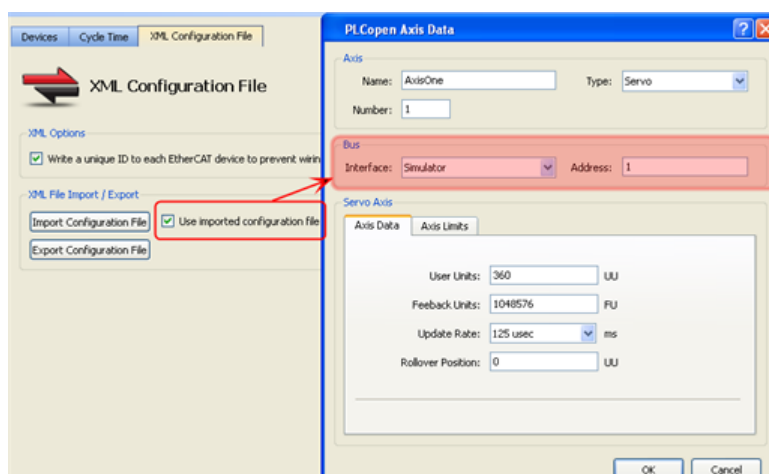 Devices
Cycle Time
XML Configuration File
XML Configuration File
XML Options
Write a unique ID to each EtherCAT device to prevent wirin
XML File Import / Export
Import Configuration File
Use imported configuration file
Export Configuration File
PLCopen Axis Data
?
Axis
Name: AxisOne
Type: Servo
Number: 1
Bus
Interface: Simulator
Address: 1
Servo Axis
Axis Data
Axis Limits
User Units: 360 UU
Feeback Units: 1048576 FU
Update Rate: 125 usec ms
Rollover Position: 0 UU
OK
Cancel